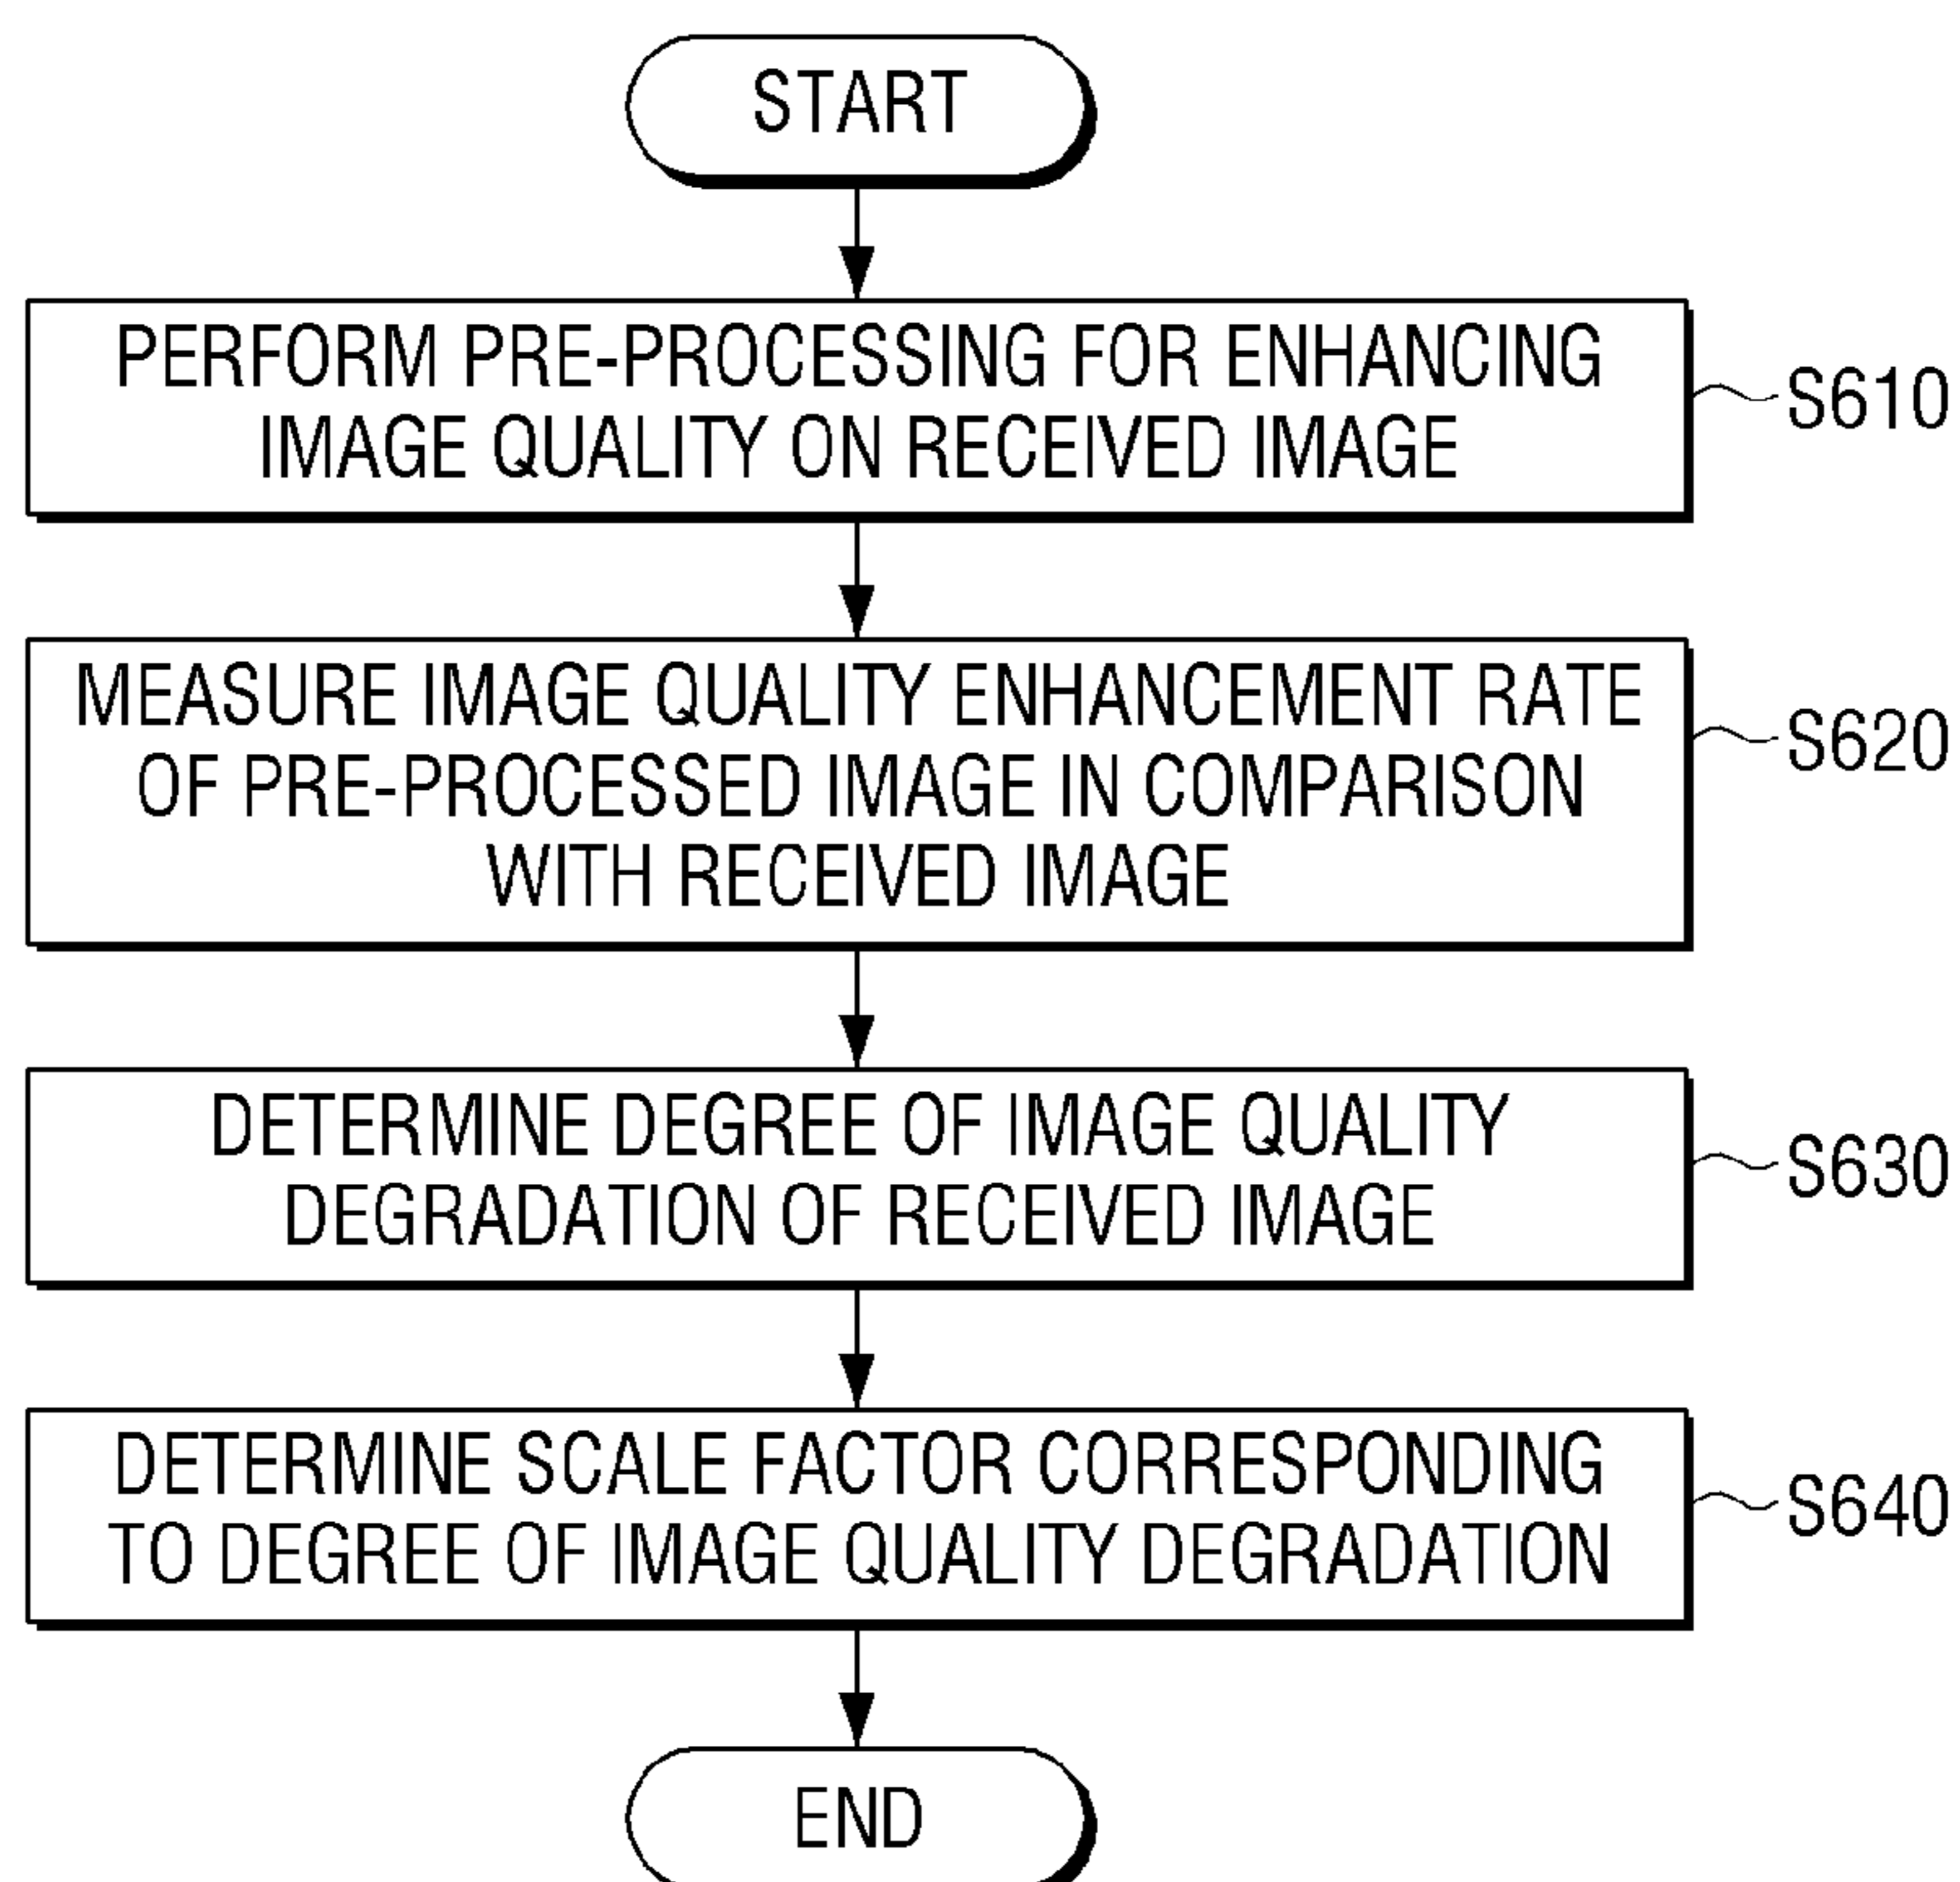 START
PERFORM PRE-PROCESSING FOR ENHANCING
IMAGE QUALITY ON RECEIVED IMAGE
S610
MEASURE IMAGE QUALITY ENHANCEMENT RATE
OF PRE-PROCESSED IMAGE IN COMPARISON
WITH RECEIVED IMAGE
S620
DETERMINE DEGREE OF IMAGE QUALITY
DEGRADATION OF RECEIVED IMAGE
S630
DETERMINE SCALE FACTOR CORRESPONDING
TO DEGREE OF IMAGE QUALITY DEGRADATION
S640
END